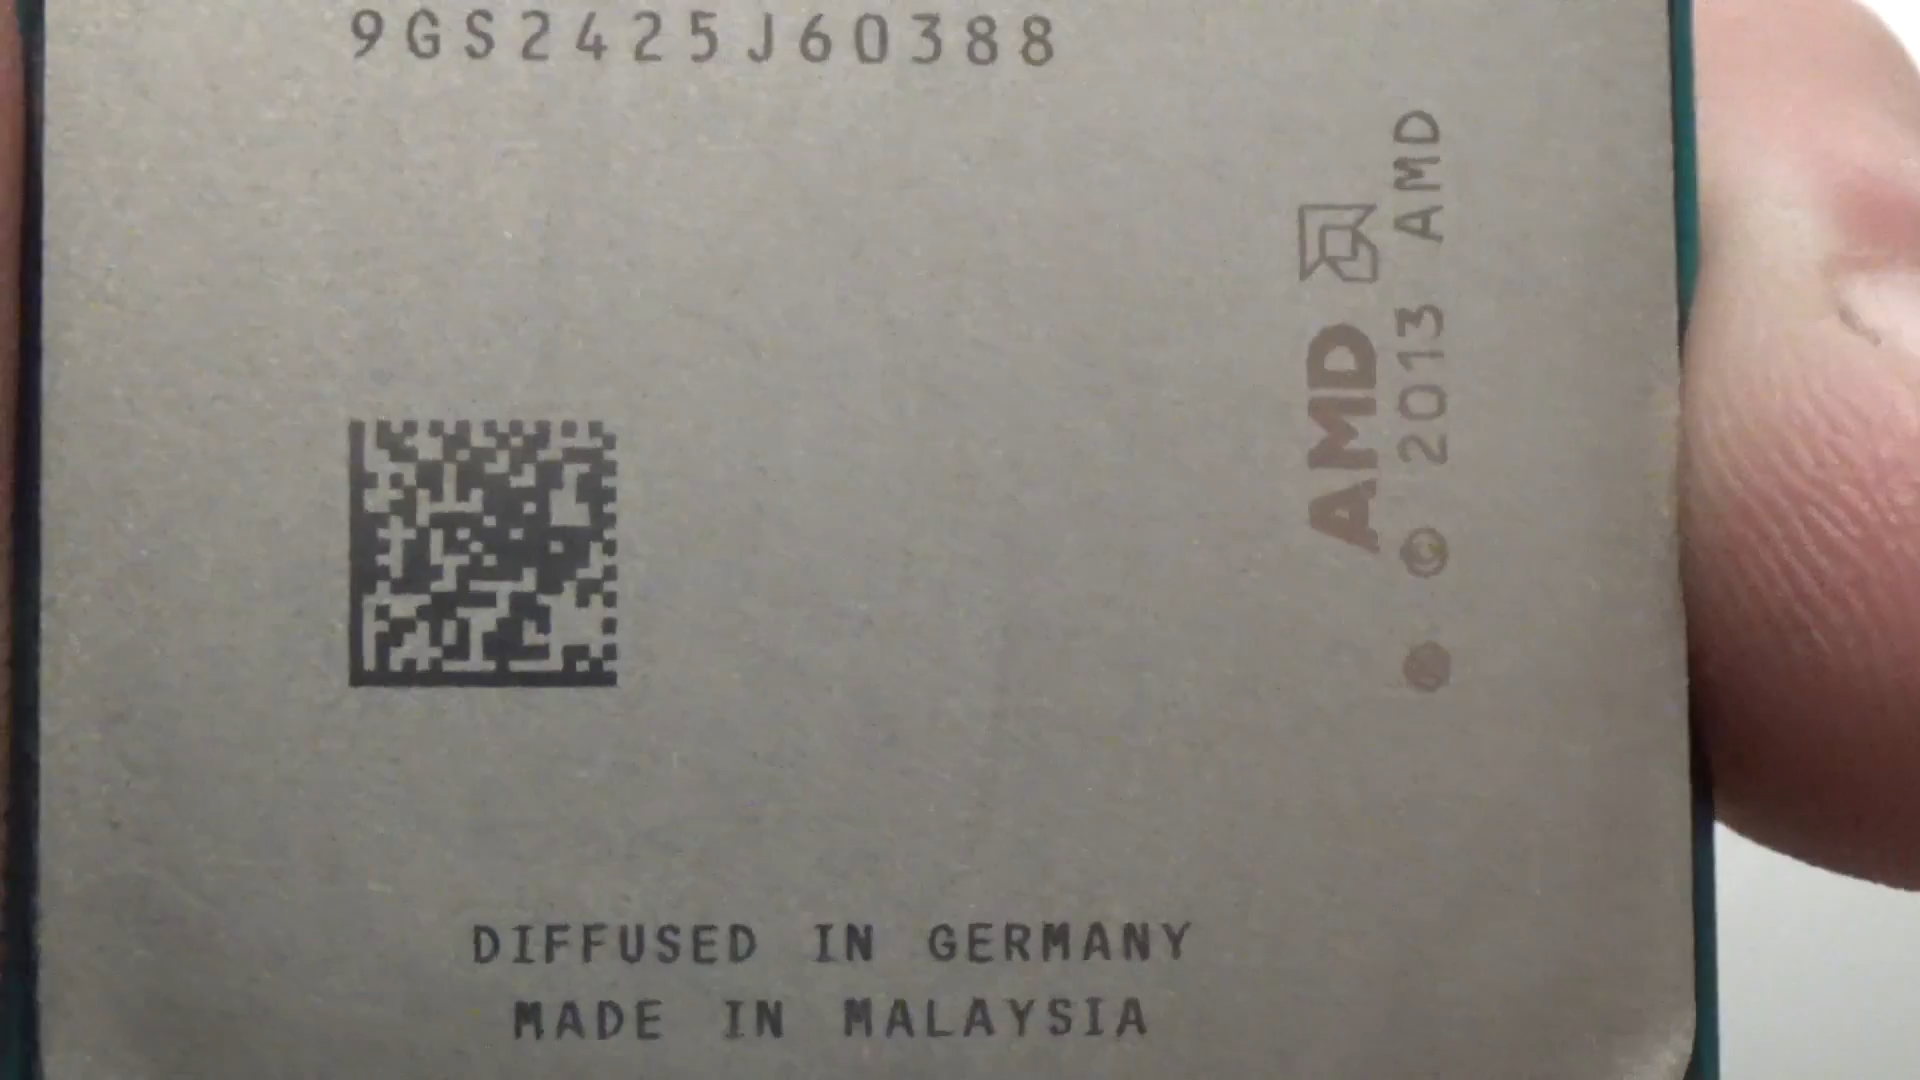 9GS2425J60388
AMD
© 2013 AMD
DIFFUSED IN GERMANY
MADE IN MALAYSIA